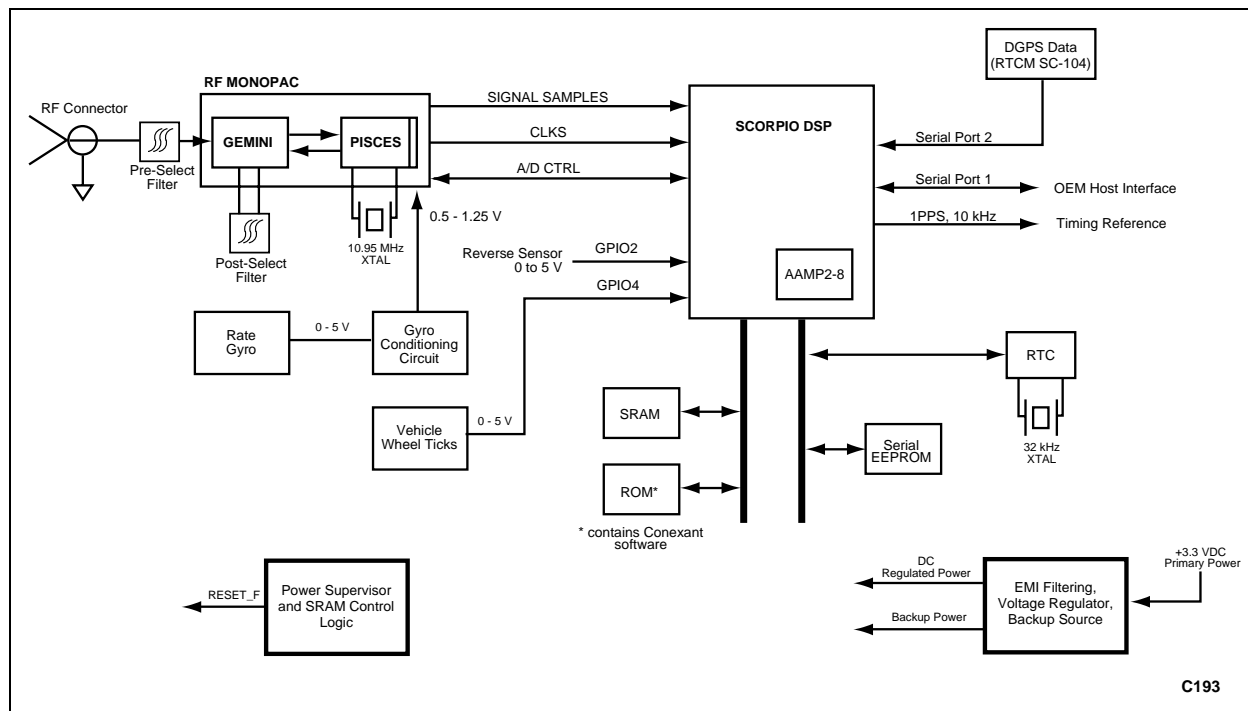 DGPS Data
(RTCM SC-104)
RF MONOPAC
RF Connector
SIGNAL SAMPLES
SCORPIO DSP
GEMINI
PISCES
CLKS
Serial Port 2
Pre-Select
Filter
A/D CTRL
Serial Port 1
OEM Host Interface
0.5 - 1.25 V
1PPS, 10 kHz
Timing Reference
10.95 MHz
XTAL
Post-Select
Filter
Reverse Sensor
0 to 5 V
GPIO2
AAMP2-8
GPIO4
Rate
Gyro
0 - 5 V
Gyro
Conditioning
Circuit
RTC
SRAM
Vehicle
Wheel Ticks
0 - 5 V
Serial
EEPROM
32 kHz
XTAL
ROM*
* contains Conexant
software
+3.3 VDC
Primary Power
DC
Regulated Power
RESET_F
Power Supervisor
and SRAM Control
Logic
EMI Filtering,
Voltage Regulator,
Backup Source
Backup Power
C193